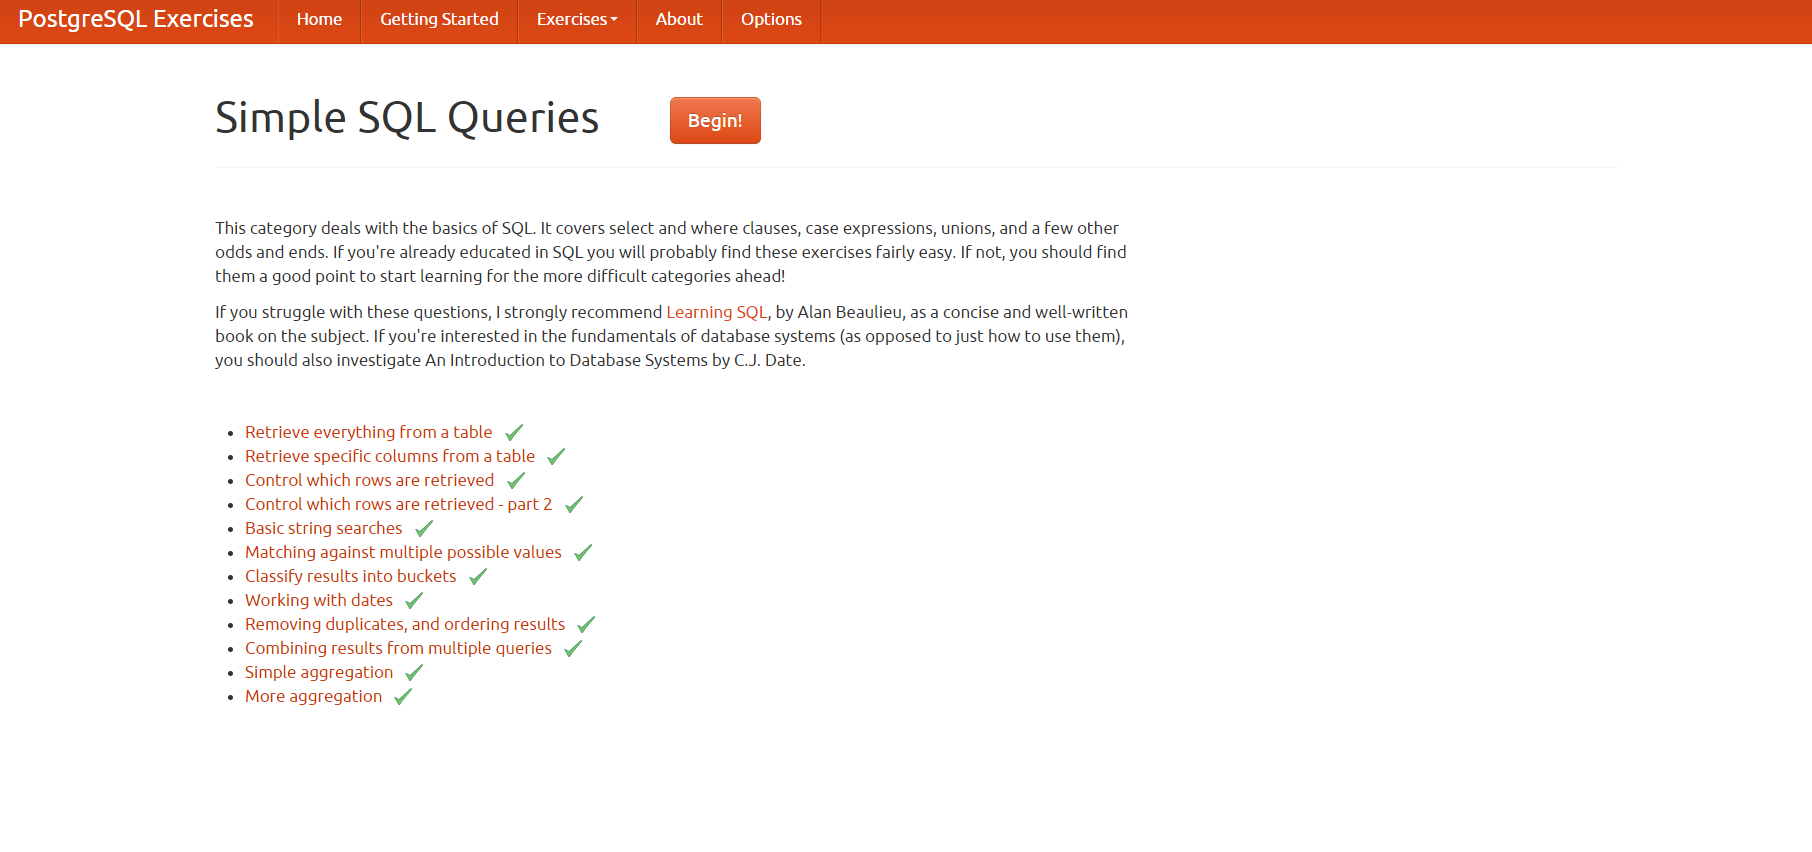 PostgreSQL Exercises Home Getting Started Exercises About Options
Simple SQL Queries Begin!
This category deals with the basics of SQL. It covers select and where clauses, case expressions, unions, and a few other
odds and ends. If you're already educated in SQL you will probably find these exercises fairly easy. If not, you should find
them a good point to start learning for the more difficult categories ahead!
If you struggle with these questions, I strongly recommend Learning SQL, by Alan Beaulieu, as a concise and well-written
book on the subject. If you're interested in the fundamentals of database systems (as opposed to just how to use them),
you should also investigate An Introduction to Database Systems by C.J. Date.
Retrieve everything from a table
Retrieve specific columns from a table
Control which rows are retrieved
Control which rows are retrieved - part 2
Basic string searches
Matching against multiple possible values
Classify results into buckets
Working with dates
Removing duplicates, and ordering results
Combining results from multiple queries
Simple aggregation
More aggregation